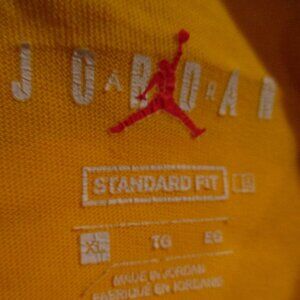 JORDAN
STANDARD FIT
XL TG EG
MADE IN JORDAN
FABRIQUÉ EN JORDANIE